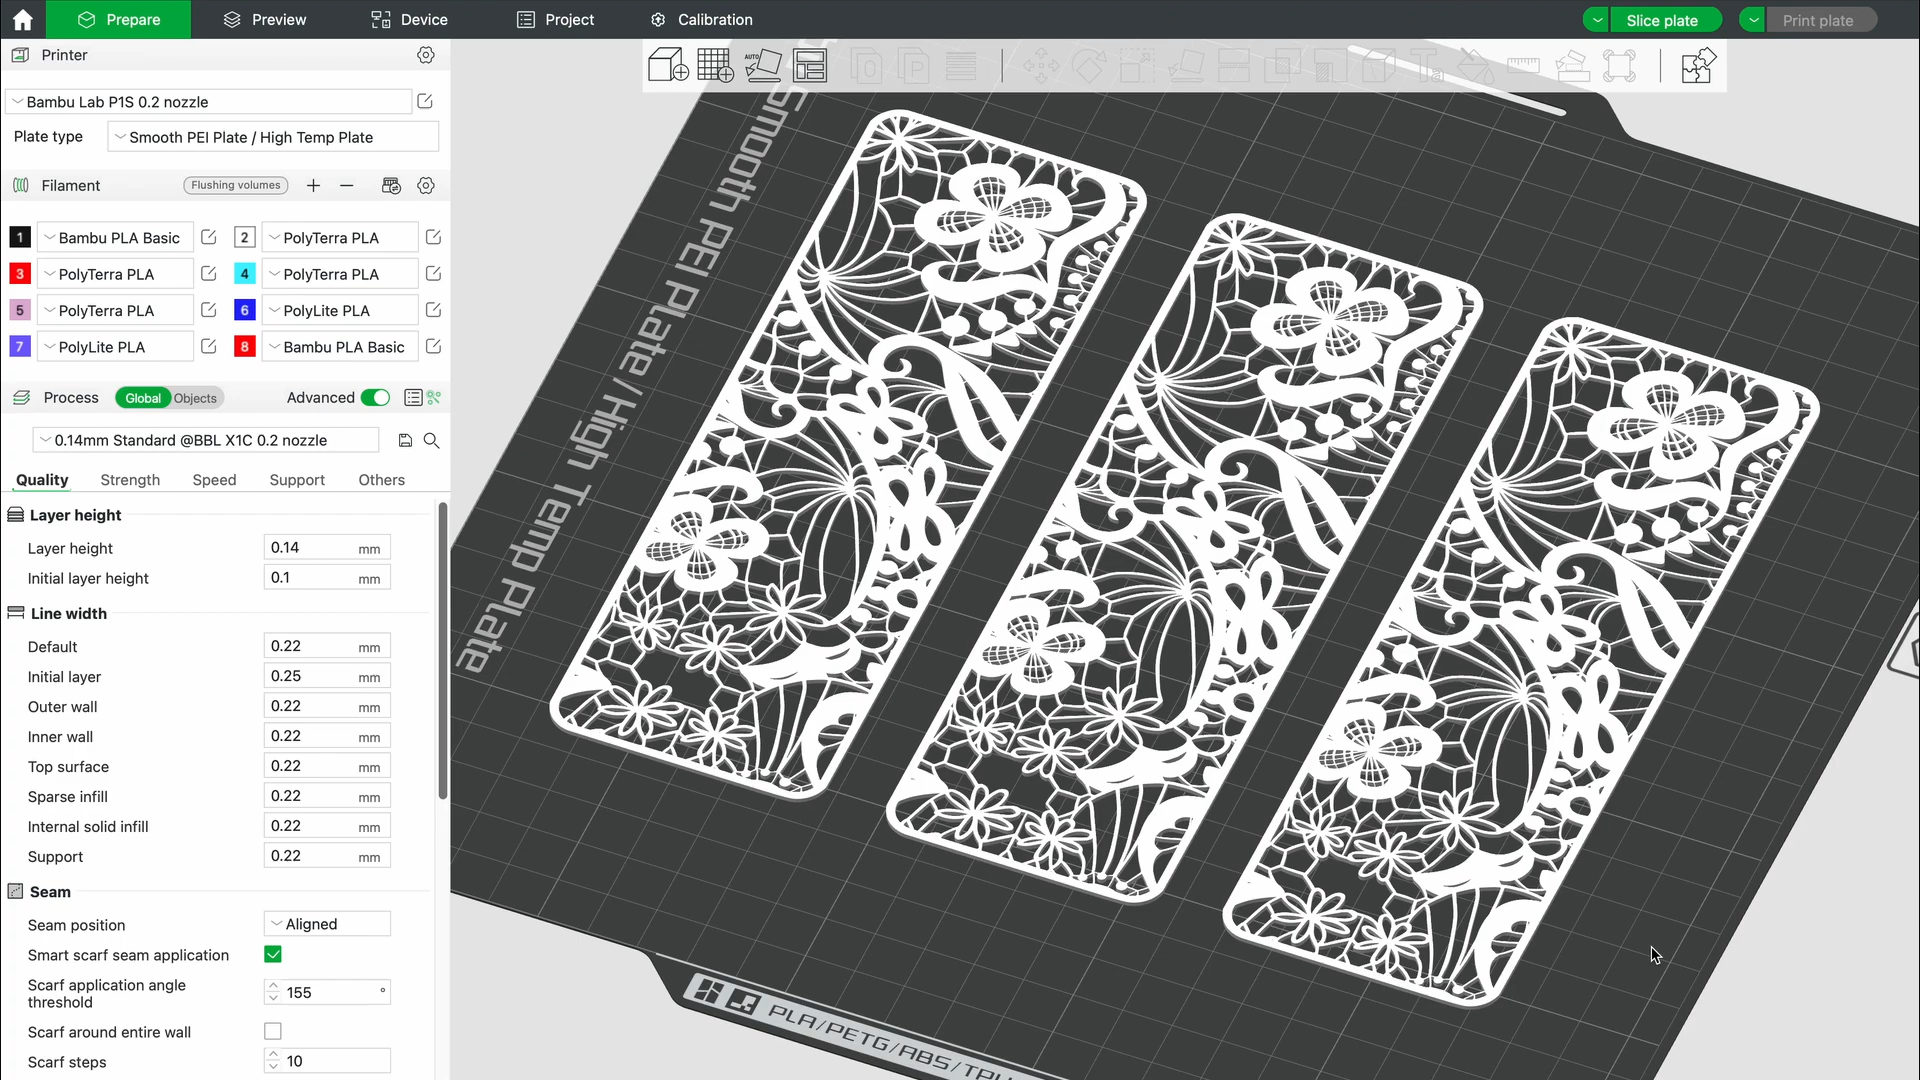 Prepare
Preview
Device
Project
Calibration
Slice plate
Print plate
Printer
Bambu Lab P1S 0.2 nozzle
Plate type
Smooth PEI Plate / High Temp Plate
Filament
Flushing volumes
1 Bambu PLA Basic
2 PolyTerra PLA
3 PolyTerra PLA
4 PolyTerra PLA
5 PolyTerra PLA
6 PolyLite PLA
7 PolyLite PLA
8 Bambu PLA Basic
Process
Global
Objects
Advanced
0.14mm Standard @BBL X1C 0.2 nozzle
Quality
Strength
Speed
Support
Others
Layer height
Layer height 0.14 mm
Initial layer height 0.1 mm
Line width
Default 0.22 mm
Initial layer 0.25 mm
Outer wall 0.22 mm
Inner wall 0.22 mm
Top surface 0.22 mm
Sparse infill 0.22 mm
Internal solid infill 0.22 mm
Support 0.22 mm
Seam
Seam position Aligned
Smart scarf seam application
Scarf application angle
threshold
155 °
Scarf around entire wall
Scarf steps 10
AUTO
Smooth PEI Plate / High Temp Plate
PLA/PETG/ABS/TPU